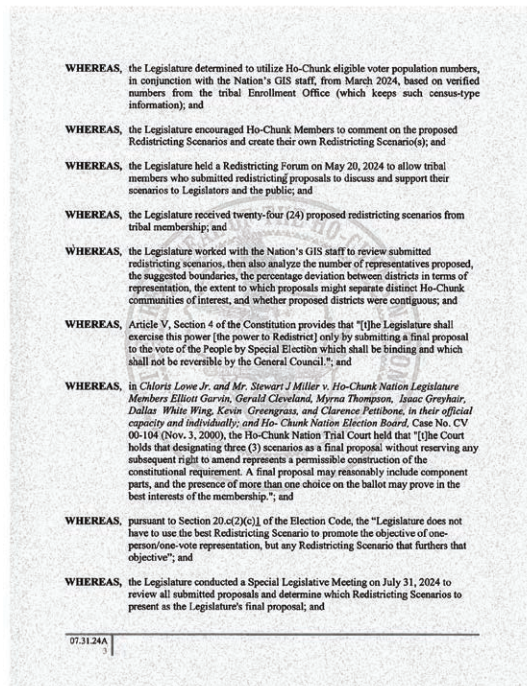 WHEREAS, the Legislature determined to utilize Ho-Chunk eligible voter population numbers,
in conjunction with the Nation's GIS staff, from March 2024, based on verified
numbers from the tribal Enrollment Office (which keeps such census-type
information); and
WHEREAS, the Legislature encouraged Ho-Chunk Members to comment on the proposed
Redistricting Scenarios and create their own Redistricting Scenario(s); and
WHEREAS, the Legislature held a Redistricting Forum on May 20, 2024 to allow tribal
members who submitted redistricting proposals to discuss and support their
scenarios to Legislators and the public; and
WHEREAS, the Legislature received twenty-four (24) proposed redistricting scenarios from
tribal membership; and
WHEREAS, the Legislature worked with the Nation's GIS staff to review submitted
redistricting scenarios, then also analyze the number of representatives proposed,
the suggested boundaries, the percentage deviation between districts in terms of
representation, the extent to which proposals might separate distinct Ho-Chunk
communities of interest, and whether proposed districts were contiguous; and
WHEREAS, Article V, Section 4 of the Constitution provides that "[t]he Legislature shall
exercise this power [the power to Redistrict] only by submitting a final proposal
to the vote of the People by Special Election which shall be binding and which
shall not be reversible by the General Council."; and
WHEREAS, in Chloris Lowe Jr. and Mr. Stewart J Miller v. Ho-Chunk Nation Legislature
Members Elliott Garvin, Gerald Cleveland, Myrna Thompson, Isaac Greyhair,
Dallas White Wing, Kevin Greengrass, and Clarence Pettibone, in their official
capacity and individually; and Ho- Chunk Nation Election Board, Case No. CV
00-104 (Nov. 3, 2000), the Ho-Chunk Nation Trial Court held that "[t]he Court
holds that designating three (3) scenarios as a final proposal without reserving any
subsequent right to amend represents a permissible construction of the
constitutional requirement. A final proposal may reasonably include component
parts, and the presence of more than one choice on the ballot may prove in the
best interests of the membership."; and
WHEREAS, pursuant to Section 20.c(2)(c)1 of the Election Code, the "Legislature does not
have to use the best Redistricting Scenario to promote the objective of one-
person/one-vote representation, but any Redistricting Scenario that furthers that
objective"; and
WHEREAS, the Legislature conducted a Special Legislative Meeting on July 31, 2024 to
review all submitted proposals and determine which Redistricting Scenarios to
present as the Legislature's final proposal; and
07.31.24A
3